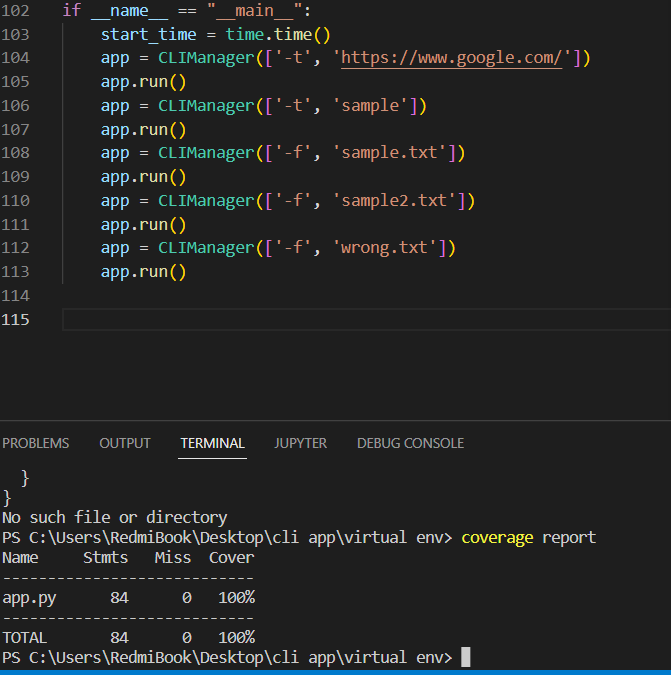 102 if __name__ == "__main__":
103 start_time = time.time()
104 app = CLIManager(['-t', 'https://www.google.com/'])
105 app.run()
106 app = CLIManager(['-t', 'sample'])
107 app.run()
108 app = CLIManager(['-f', 'sample.txt'])
109 app.run()
110 app = CLIManager(['-f', 'sample2.txt'])
111 app.run()
112 app = CLIManager(['-f', 'wrong.txt'])
113 app.run()
114
115
PROBLEMS OUTPUT TERMINAL JUPYTER DEBUG CONSOLE
}
}
No such file or directory
PS C:\Users\RedmiBook\Desktop\cli app\virtual env> coverage report
Name Stmts Miss Cover
----------------------------
app.py 84 0 100%
----------------------------
TOTAL 84 0 100%
PS C:\Users\RedmiBook\Desktop\cli app\virtual env>